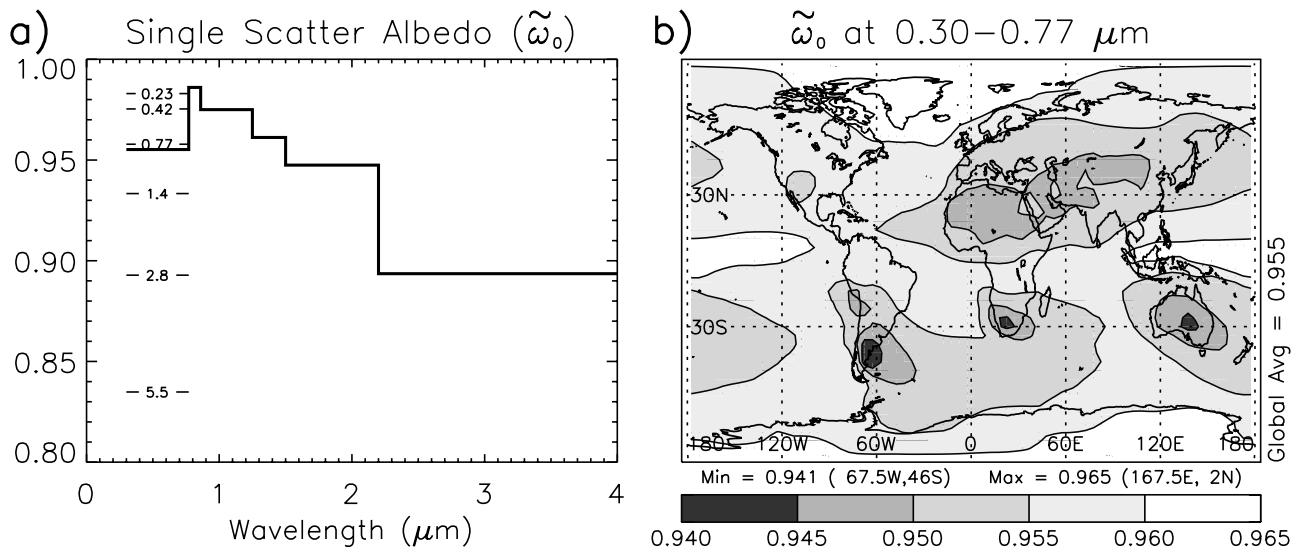 a) Single Scatter Albedo (ω̃₀)
1.00
0.95
0.90
0.85
0.80
– 0.23 –
– 0.42 –
– 0.77 –
– 1.4 –
– 2.8 –
– 5.5 –
0 1 2 3 4
Wavelength (μm)
b) ω̃₀ at 0.30–0.77 μm
30N
30S
180 120W 60W 0 60E 120E 180
Global Avg = 0.955
Min = 0.941 ( 67.5W,46S) Max = 0.965 (167.5E, 2N)
0.940 0.945 0.950 0.955 0.960 0.965